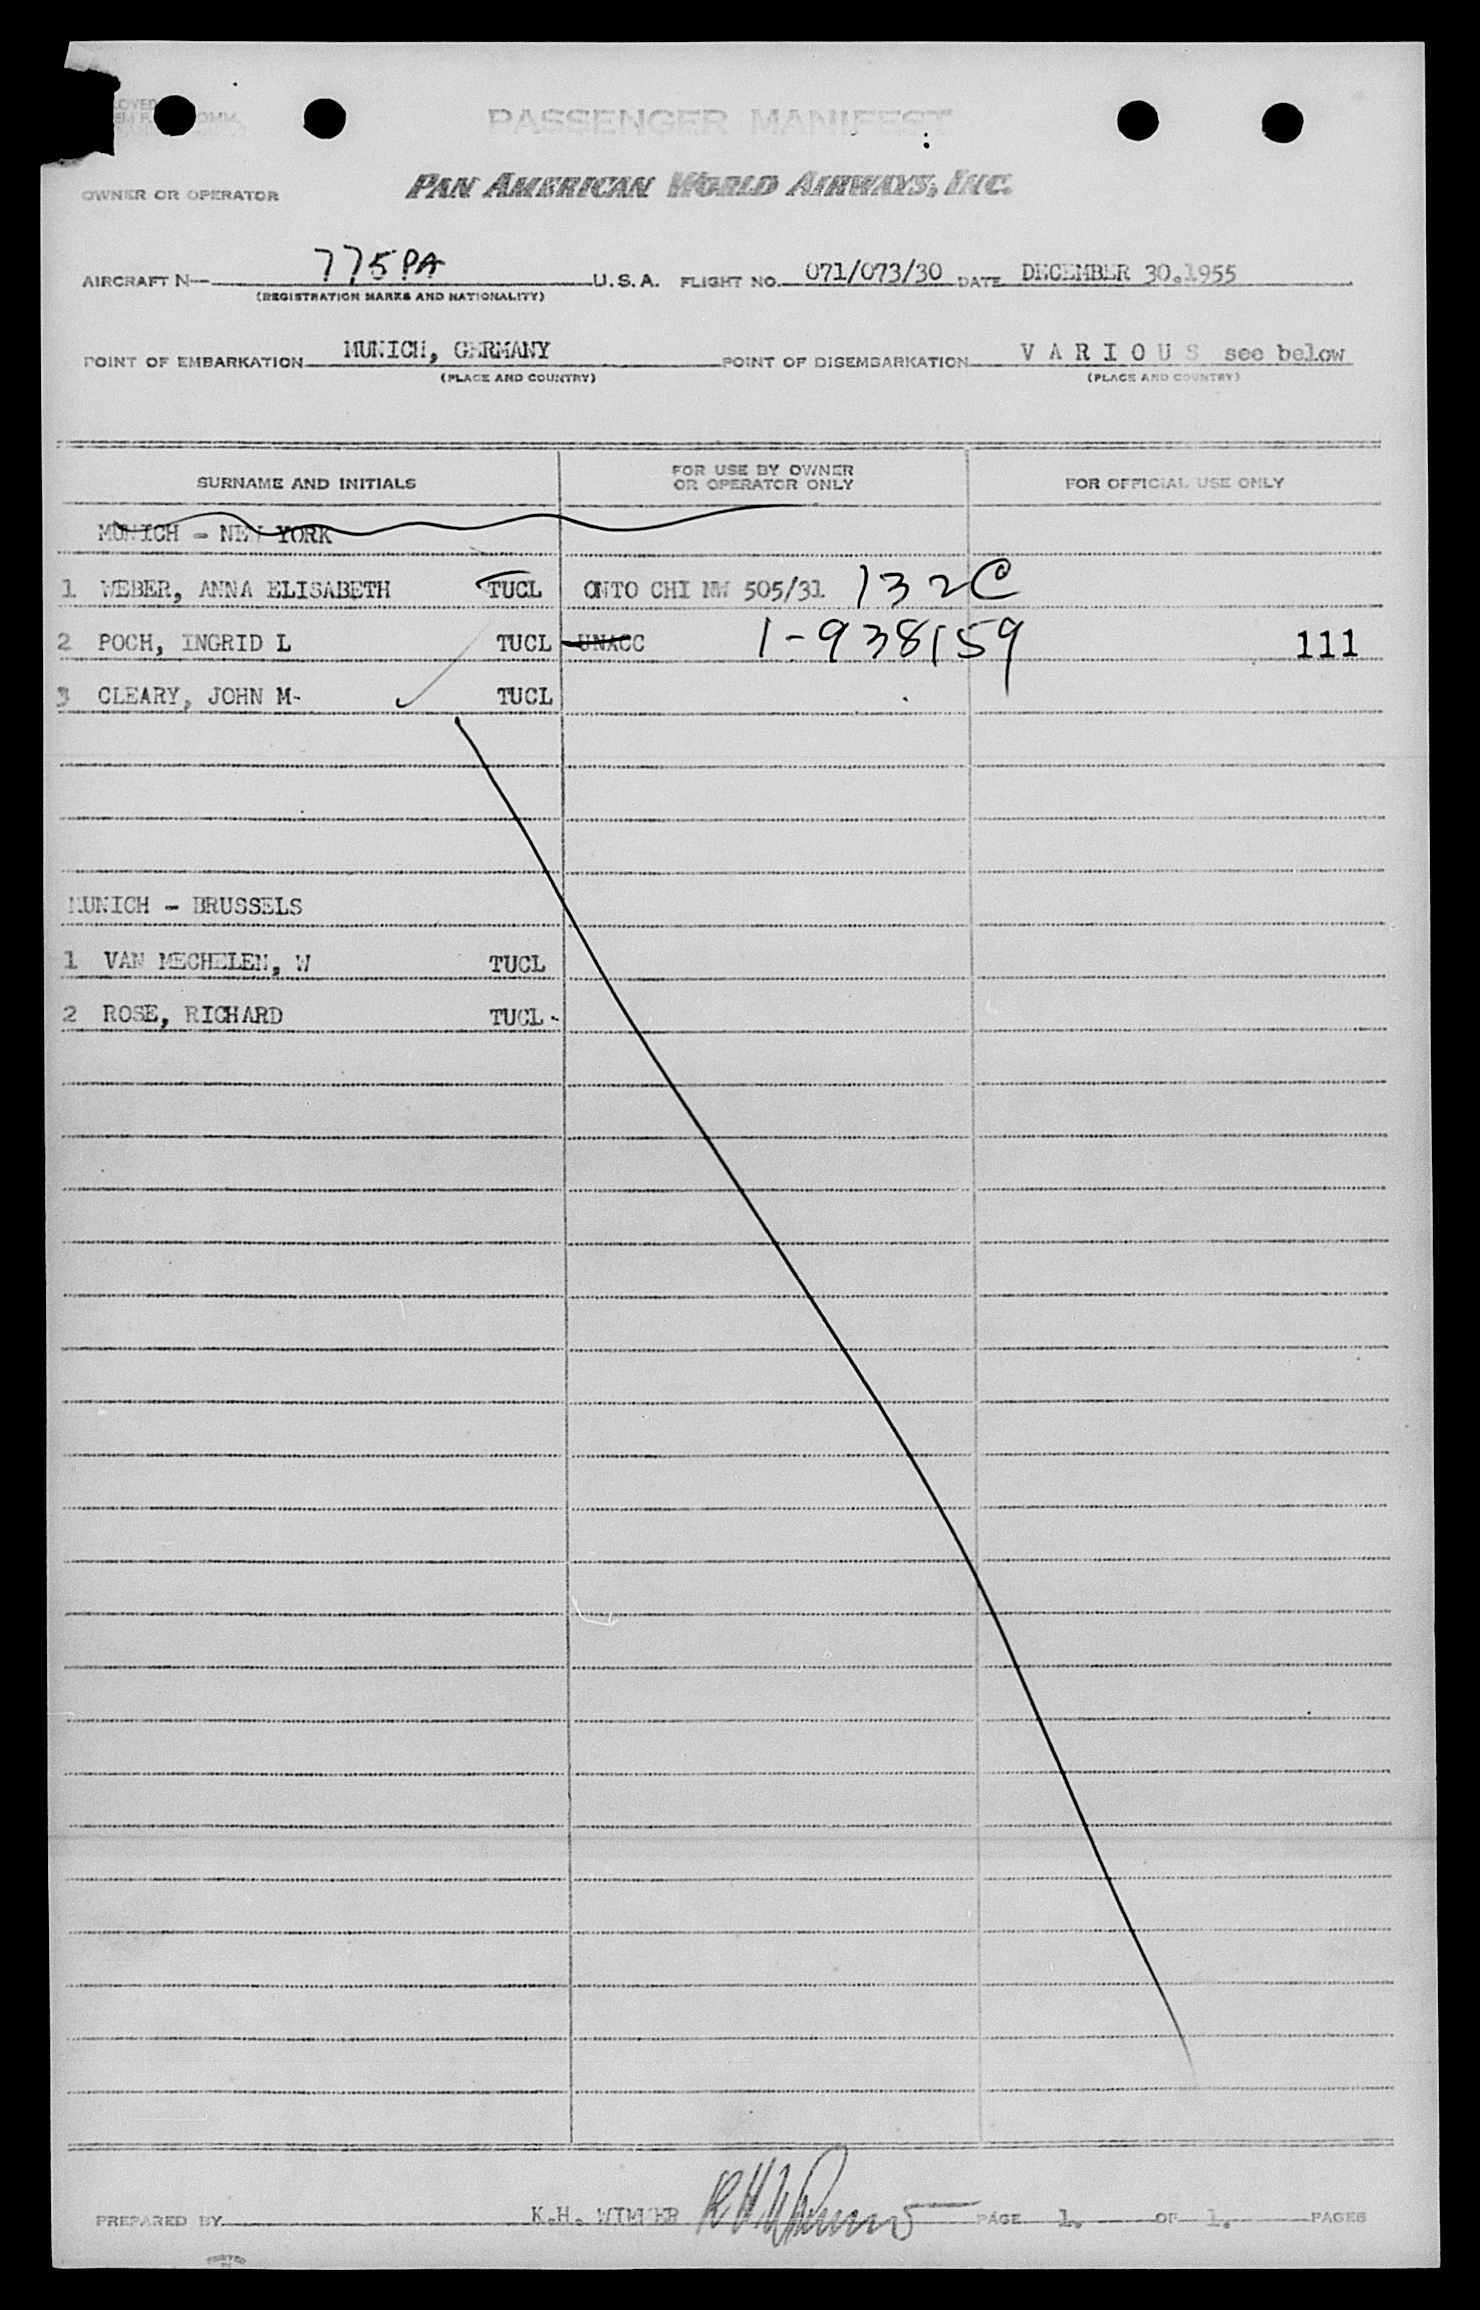 PASSENGER MANIFEST
OWNER OR OPERATOR PAN AMERICAN WORLD AIRWAYS, INC.
AIRCRAFT N— 775PA U.S.A. FLIGHT NO. 071/073/30 DATE DECEMBER 30.1955
(REGISTRATION MARKS AND NATIONALITY)
POINT OF EMBARKATION MUNICH, GERMANY POINT OF DISEMBARKATION V A R I O U S see below
(PLACE AND COUNTRY) (PLACE AND COUNTRY)
SURNAME AND INITIALS FOR USE BY OWNER OR OPERATOR ONLY FOR OFFICIAL USE ONLY
MUNICH - NEW YORK
1 WEBER, ANNA ELISABETH TUCL ONTO CHI NW 505/31 132C
2 POCH, INGRID L TUCL UNACC 1-938159 111
3 CLEARY, JOHN M- TUCL
MUNICH - BRUSSELS
1 VAN MECHELEN, W TUCL
2 ROSE, RICHARD TUCL-
PREPARED BY K.H. PAGE 1. OF 1. PAGES